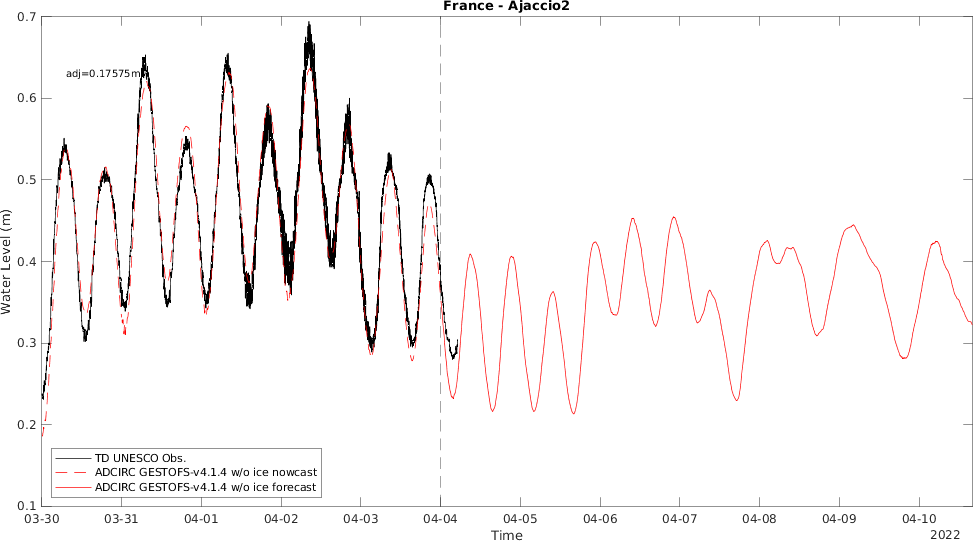 France - Ajaccio2
0.7
0.6
0.5
0.4
0.3
0.2
0.1
Water Level (m)
adj=0.17575m
TD UNESCO Obs.
ADCIRC GESTOFS-v4.1.4 w/o ice nowcast
ADCIRC GESTOFS-v4.1.4 w/o ice forecast
03-30 03-31 04-01 04-02 04-03 04-04 04-05 04-06 04-07 04-08 04-09 04-10
Time
2022